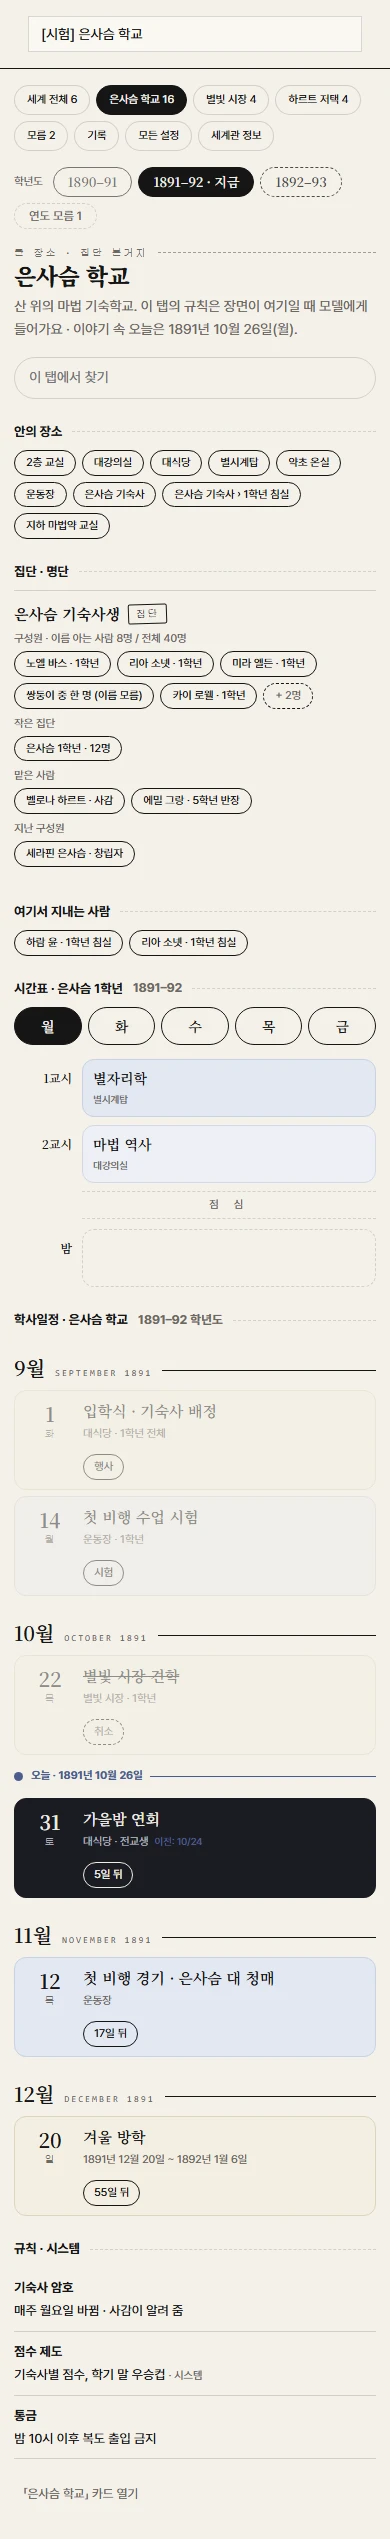 [시험] 은사슴 학교
세계 전체 6
은사슴 학교 16
별빛 시장 4
하르트 저택 4
모름 2
기록
모든 설정
세계관 정보
학년도
1890–91
1891–92 · 지금
1892–93
연도 모름 1
큰 장소 · 집단 본거지
은사슴 학교
산 위의 마법 기숙학교. 이 탭의 규칙은 장면이 여기일 때 모델에게
들어가요 · 이야기 속 오늘은 1891년 10월 26일(월).
이 탭에서 찾기
안의 장소
2층 교실
대강의실
대식당
별시계탑
약초 온실
운동장
은사슴 기숙사
은사슴 기숙사 › 1학년 침실
지하 마법약 교실
집단 · 명단
은사슴 기숙사생
집단
구성원 · 이름 아는 사람 8명 / 전체 40명
노엘 바스 · 1학년
리아 소넷 · 1학년
미라 엘든 · 1학년
쌍둥이 중 한 명 (이름 모름)
카이 로웰 · 1학년
+ 2명
작은 집단
은사슴 1학년 · 12명
맡은 사람
벨로나 하르트 · 사감
에밀 그랑 · 5학년 반장
지난 구성원
세라핀 은사슴 · 창립자
여기서 지내는 사람
하람 윤 · 1학년 침실
리아 소넷 · 1학년 침실
시간표 · 은사슴 1학년 1891–92
월
화
수
목
금
1교시
별자리학
별시계탑
2교시
마법 역사
대강의실
점 심
밤
학사일정 · 은사슴 학교 1891–92 학년도
9월 SEPTEMBER 1891
1
화
입학식 · 기숙사 배정
대식당 · 1학년 전체
행사
14
월
첫 비행 수업 시험
운동장 · 1학년
시험
10월 OCTOBER 1891
22
목
별빛 시장 견학
별빛 시장 · 1학년
취소
오늘 · 1891년 10월 26일
31
토
가을밤 연회
대식당 · 전교생 이전: 10/24
5일 뒤
11월 NOVEMBER 1891
12
목
첫 비행 경기 · 은사슴 대 청매
운동장
17일 뒤
12월 DECEMBER 1891
20
일
겨울 방학
1891년 12월 20일 ~ 1892년 1월 6일
55일 뒤
규칙 · 시스템
기숙사 암호
매주 월요일 바뀜 · 사감이 알려 줌
점수 제도
기숙사별 점수, 학기 말 우승컵 · 시스템
통금
밤 10시 이후 복도 출입 금지
「은사슴 학교」 카드 열기